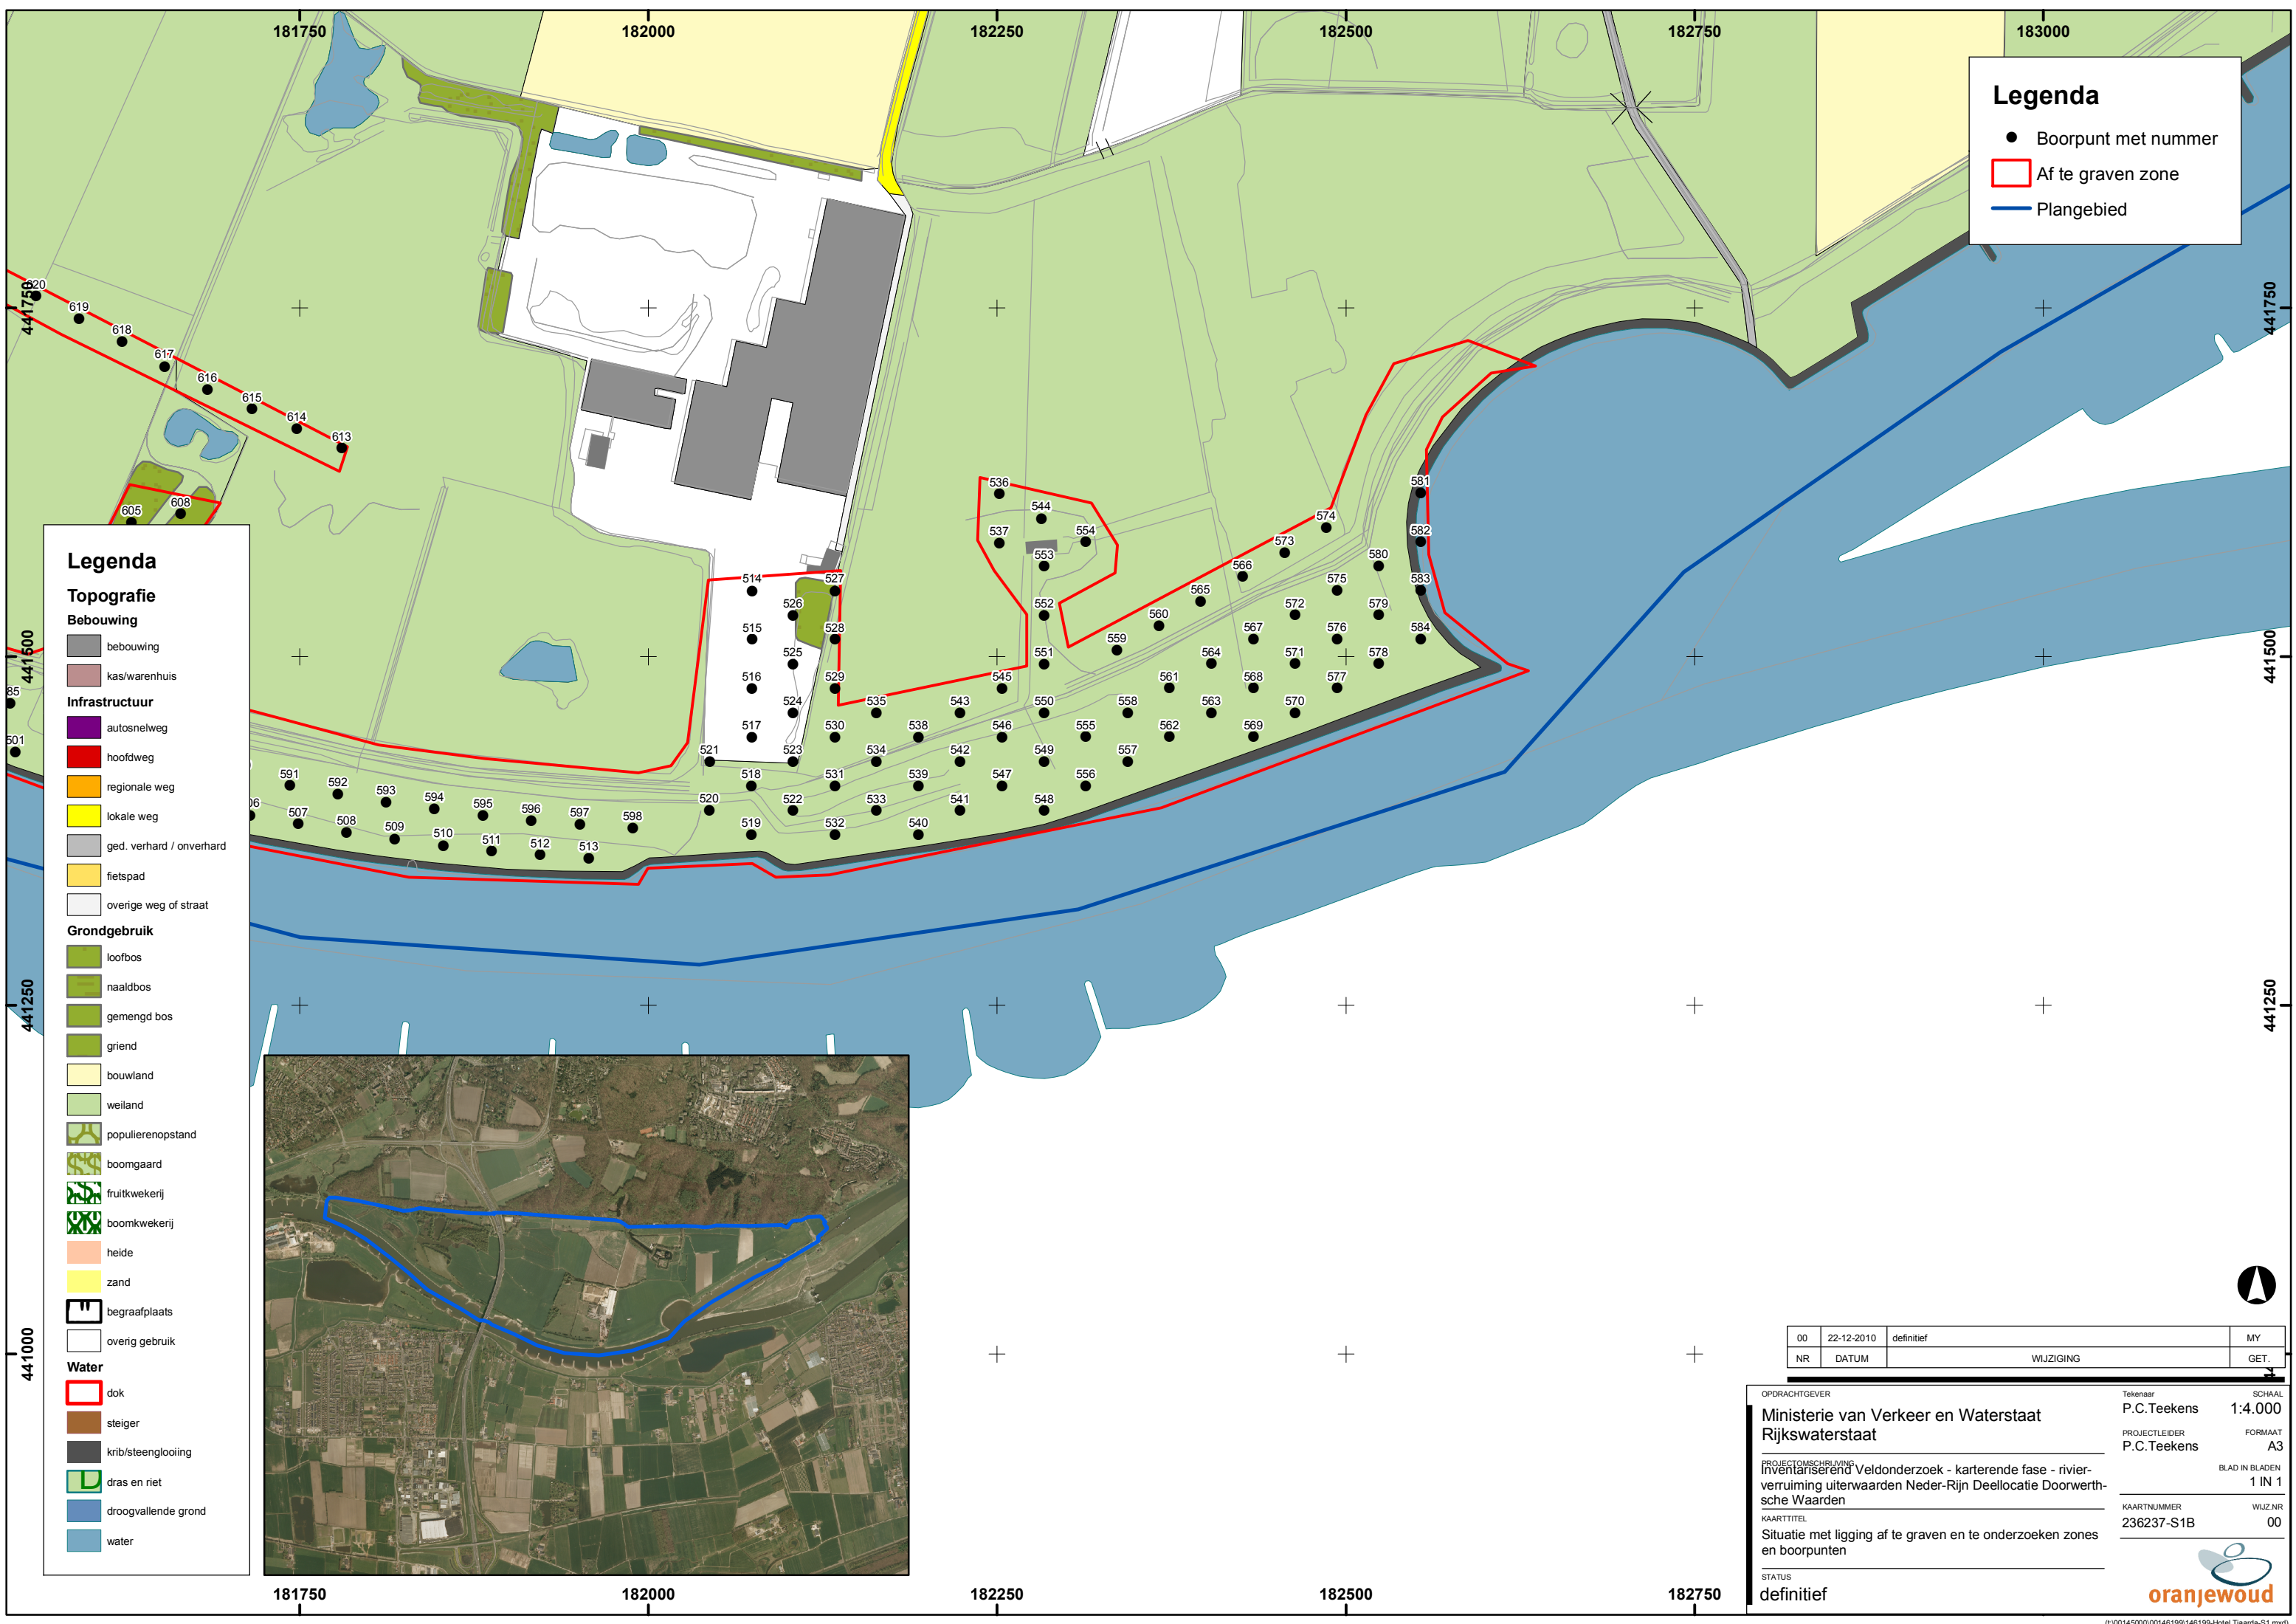 181750
182000
182250
182500
182750
183000
Legenda
Boorpunt met nummer
Af te graven zone
Plangebied
441750
441750
619
618
617
616
615
614
613
605
608
536
544
537
554
553
552
551
545
581
582
583
584
574
573
566
565
560
559
580
575
579
572
576
567
571
578
564
568
577
561
563
570
558
562
569
550
555
557
546
549
556
543
542
547
548
535
538
534
539
541
533
540
514
527
526
515
528
525
516
529
524
517
530
521
523
518
531
520
522
519
532
591
592
593
594
595
596
597
598
507
508
509
510
511
512
513
85
501
441500
441500
441250
441250
441000
Legenda
Topografie
Bebouwing
bebouwing
kas/warenhuis
Infrastructuur
autosnelweg
hoofdweg
regionale weg
lokale weg
ged. verhard / onverhard
fietspad
overige weg of straat
Grondgebruik
loofbos
naaldbos
gemengd bos
griend
bouwland
weiland
populierenopstand
boomgaard
fruitkwekerij
boomkwekerij
heide
zand
begraafplaats
overig gebruik
Water
dok
steiger
krib/steenglooiing
dras en riet
droogvallende grond
water
00 22-12-2010 definitief MY
NR DATUM WIJZIGING GET.
OPDRACHTGEVER
Ministerie van Verkeer en Waterstaat
Rijkswaterstaat
PROJECTOMSCHRIJVING
Inventariserend Veldonderzoek - karterende fase - rivier-
verruiming uiterwaarden Neder-Rijn Deellocatie Doorwerth-
sche Waarden
KAARTTITEL
Situatie met ligging af te graven en te onderzoeken zones
en boorpunten
STATUS
definitief
Tekenaar SCHAAL
P.C.Teekens 1:4.000
PROJECTLEIDER FORMAAT
P.C.Teekens A3
BLAD IN BLADEN
1 IN 1
KAARTNUMMER WIJZ.NR
236237-S1B 00
oranjewoud
181750
182000
182250
182500
182750